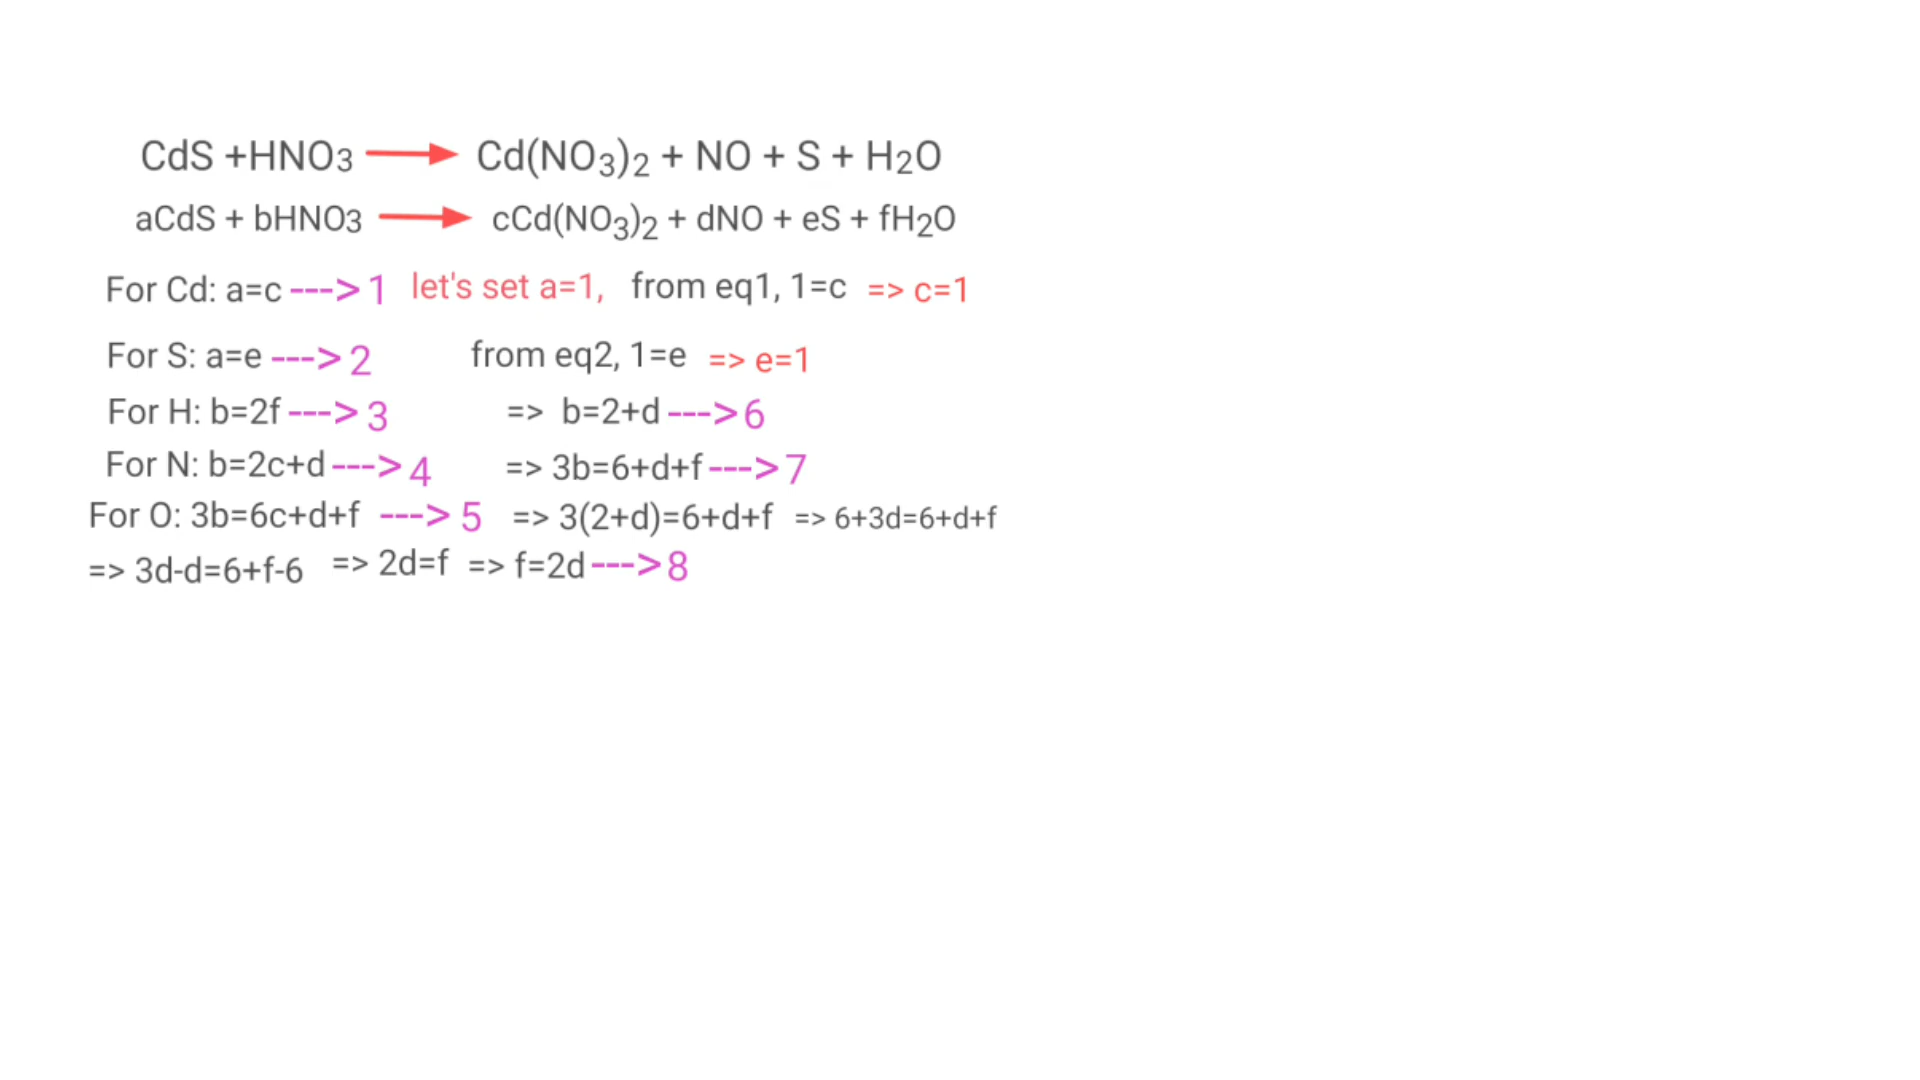 CdS +HNO3 → Cd(NO3)2 + NO + S + H2O
aCdS + bHNO3 → cCd(NO3)2 + dNO + eS + fH2O
For Cd: a=c --->1 let's set a=1, from eq1, 1=c => c=1
For S: a=e --->2 from eq2, 1=e => e=1
For H: b=2f --->3 => b=2+d --->6
For N: b=2c+d ---> 4 => 3b=6+d+f --->7
For O: 3b=6c+d+f ---> 5 => 3(2+d)=6+d+f => 6+3d=6+d+f
=> 3d-d=6+f-6 => 2d=f => f=2d --->8